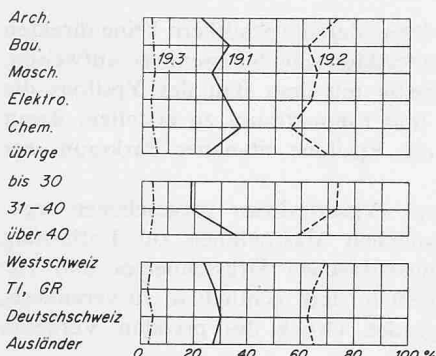 Arch.
Bau.
19.3 19.1 19.2
Masch.
Elektro.
Chem.
übrige
bis 30
31-40
über 40
Westschweiz
TI, GR
Deutschschweiz
Ausländer
0 20 40 60 80 100 %